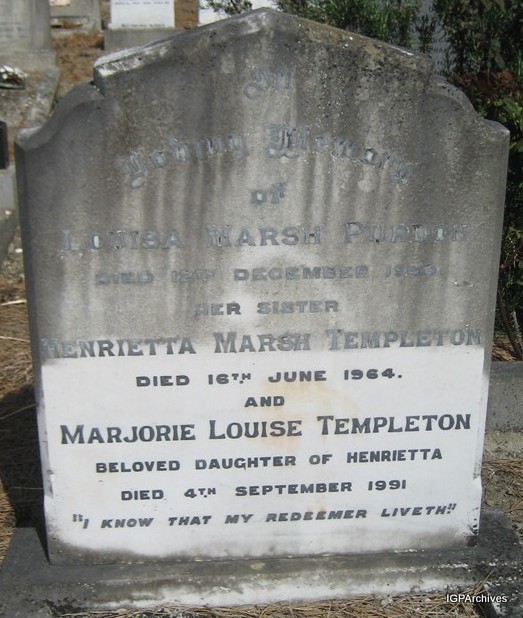 In
Loving Memory
of
LOUISA MARSH PURDON
DIED 12TH DECEMBER
HER SISTER
HENRIETTA MARSH TEMPLETON
DIED 16TH JUNE 1964.
AND
MARJORIE LOUISE TEMPLETON
BELOVED DAUGHTER OF HENRIETTA
DIED 4TH SEPTEMBER 1991
"I KNOW THAT MY REDEEMER LIVETH."
IGPArchives